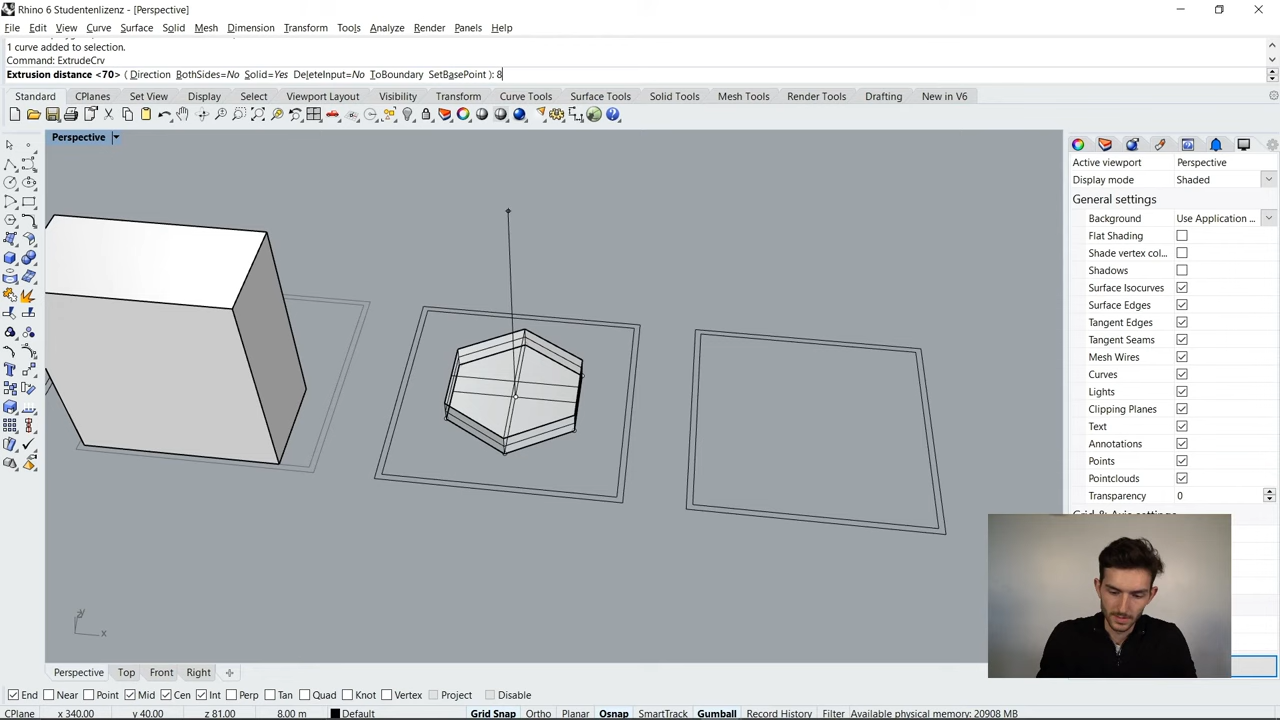 Rhino 6 Studentenlizenz - [Perspective]
File Edit View Curve Surface Solid Mesh Dimension Transform Tools Analyze Render Panels Help
1 curve added to selection.
Command: ExtrudeCrv
Extrusion distance <70> ( Direction BothSides=No Solid=Yes DeleteInput=No ToBoundary SetBasePoint ): 8
Standard CPlanes Set View Display Select Viewport Layout Visibility Transform Curve Tools Surface Tools Solid Tools Mesh Tools Render Tools Drafting New in V6
Perspective
Active viewport Perspective
Display mode Shaded
General settings
Background Use Application ...
Flat Shading
Shade vertex col...
Shadows
Surface Isocurves
Surface Edges
Tangent Edges
Tangent Seams
Mesh Wires
Curves
Lights
Clipping Planes
Text
Annotations
Points
Pointclouds
Transparency 0
y
z
x
Perspective Top Front Right
End Near Point Mid Cen Int Perp Tan Quad Knot Vertex Project Disable
CPlane x 340.00 y 40.00 z 81.00 8.00 m Default Grid Snap Ortho Planar Osnap SmartTrack Gumball Record History Filter Available physical memory: 20908 MB